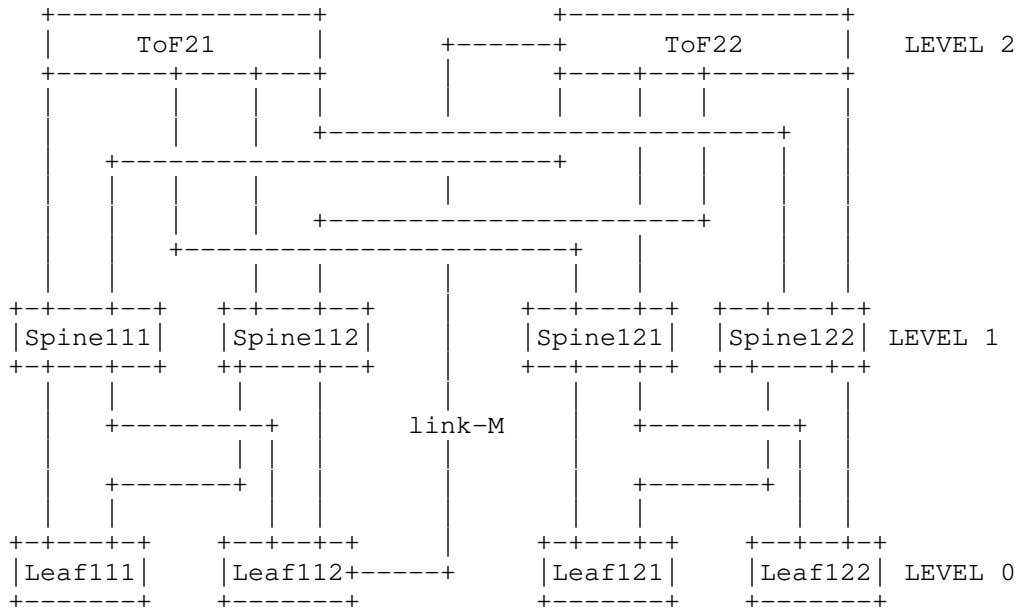 ToF21 ToF22 LEVEL 2
Spine111 Spine112 Spine121 Spine122 LEVEL 1
link-M
Leaf111 Leaf112 Leaf121 Leaf122 LEVEL 0